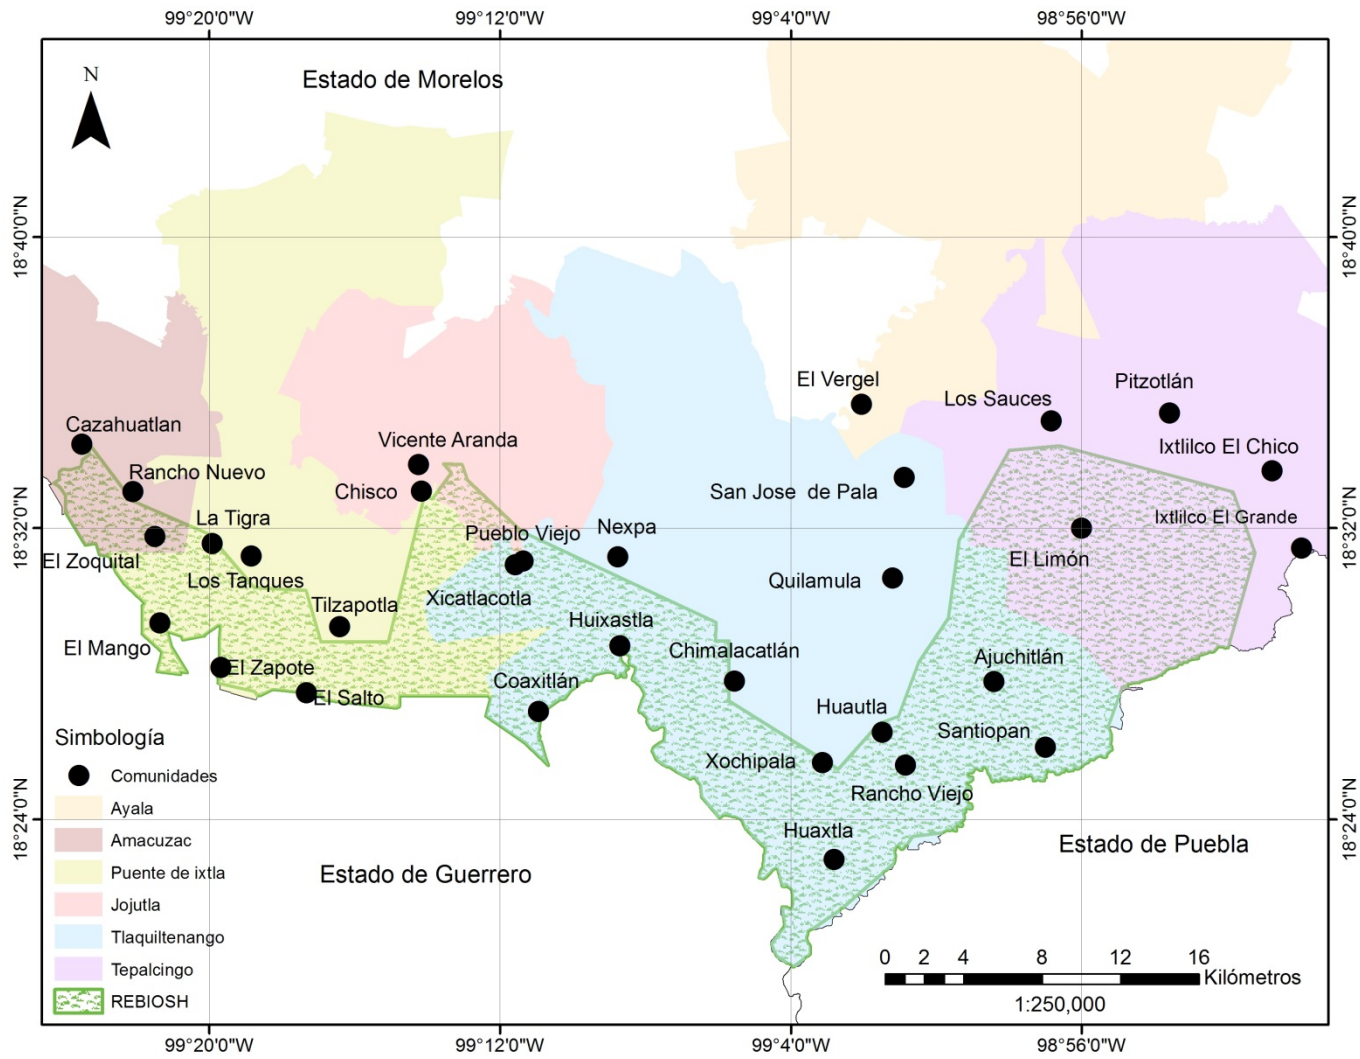 99°20'0"W
99°12'0"W
99°4'0"W
98°56'0"W
N
Estado de Morelos
18°40'0"N
18°40'0"N
El Vergel
Pitzotlán
Los Sauces
Cazahuatlan
Vicente Aranda
Ixtlilco El Chico
Rancho Nuevo
Chisco
San Jose de Pala
La Tigra
Ixtlilco El Grande
18°32'0"N
18°32'0"N
Pueblo Viejo
Nexpa
El Zoquital
El Limón
Los Tanques
Quilamula
Xicatlacotla
Tilzapotla
Huixastla
El Mango
Chimalacatlán
Ajuchitlán
El Zapote
Coaxitlán
El Salto
Huautla
Santiopan
Simbología
Xochipala
Comunidades
Rancho Viejo
Ayala
18°24'0"N
18°24'0"N
Huaxtla
Amacuzac
Estado de Puebla
Puente de ixtla
Estado de Guerrero
Jojutla
Tlaquiltenango
Tepalcingo
0 2 4 8 12 16
Kilómetros
REBIOSH
1:250,000
99°20'0"W
99°12'0"W
99°4'0"W
98°56'0"W